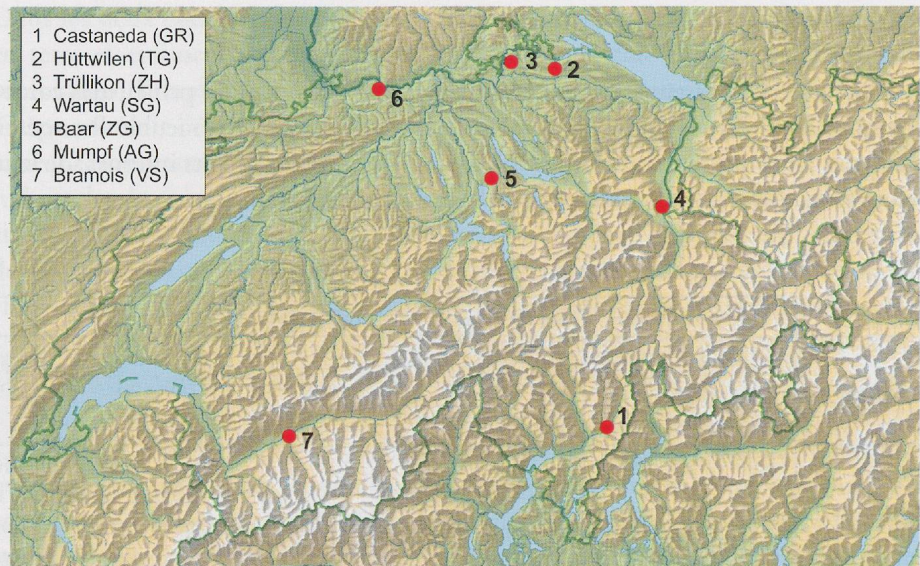 1 Castaneda (GR)
2 Hüttwilen (TG)
3 Trüllikon (ZH)
4 Wartau (SG)
5 Baar (ZG)
6 Mumpf (AG)
7 Bramois (VS)
3
2
6
5
4
1
7